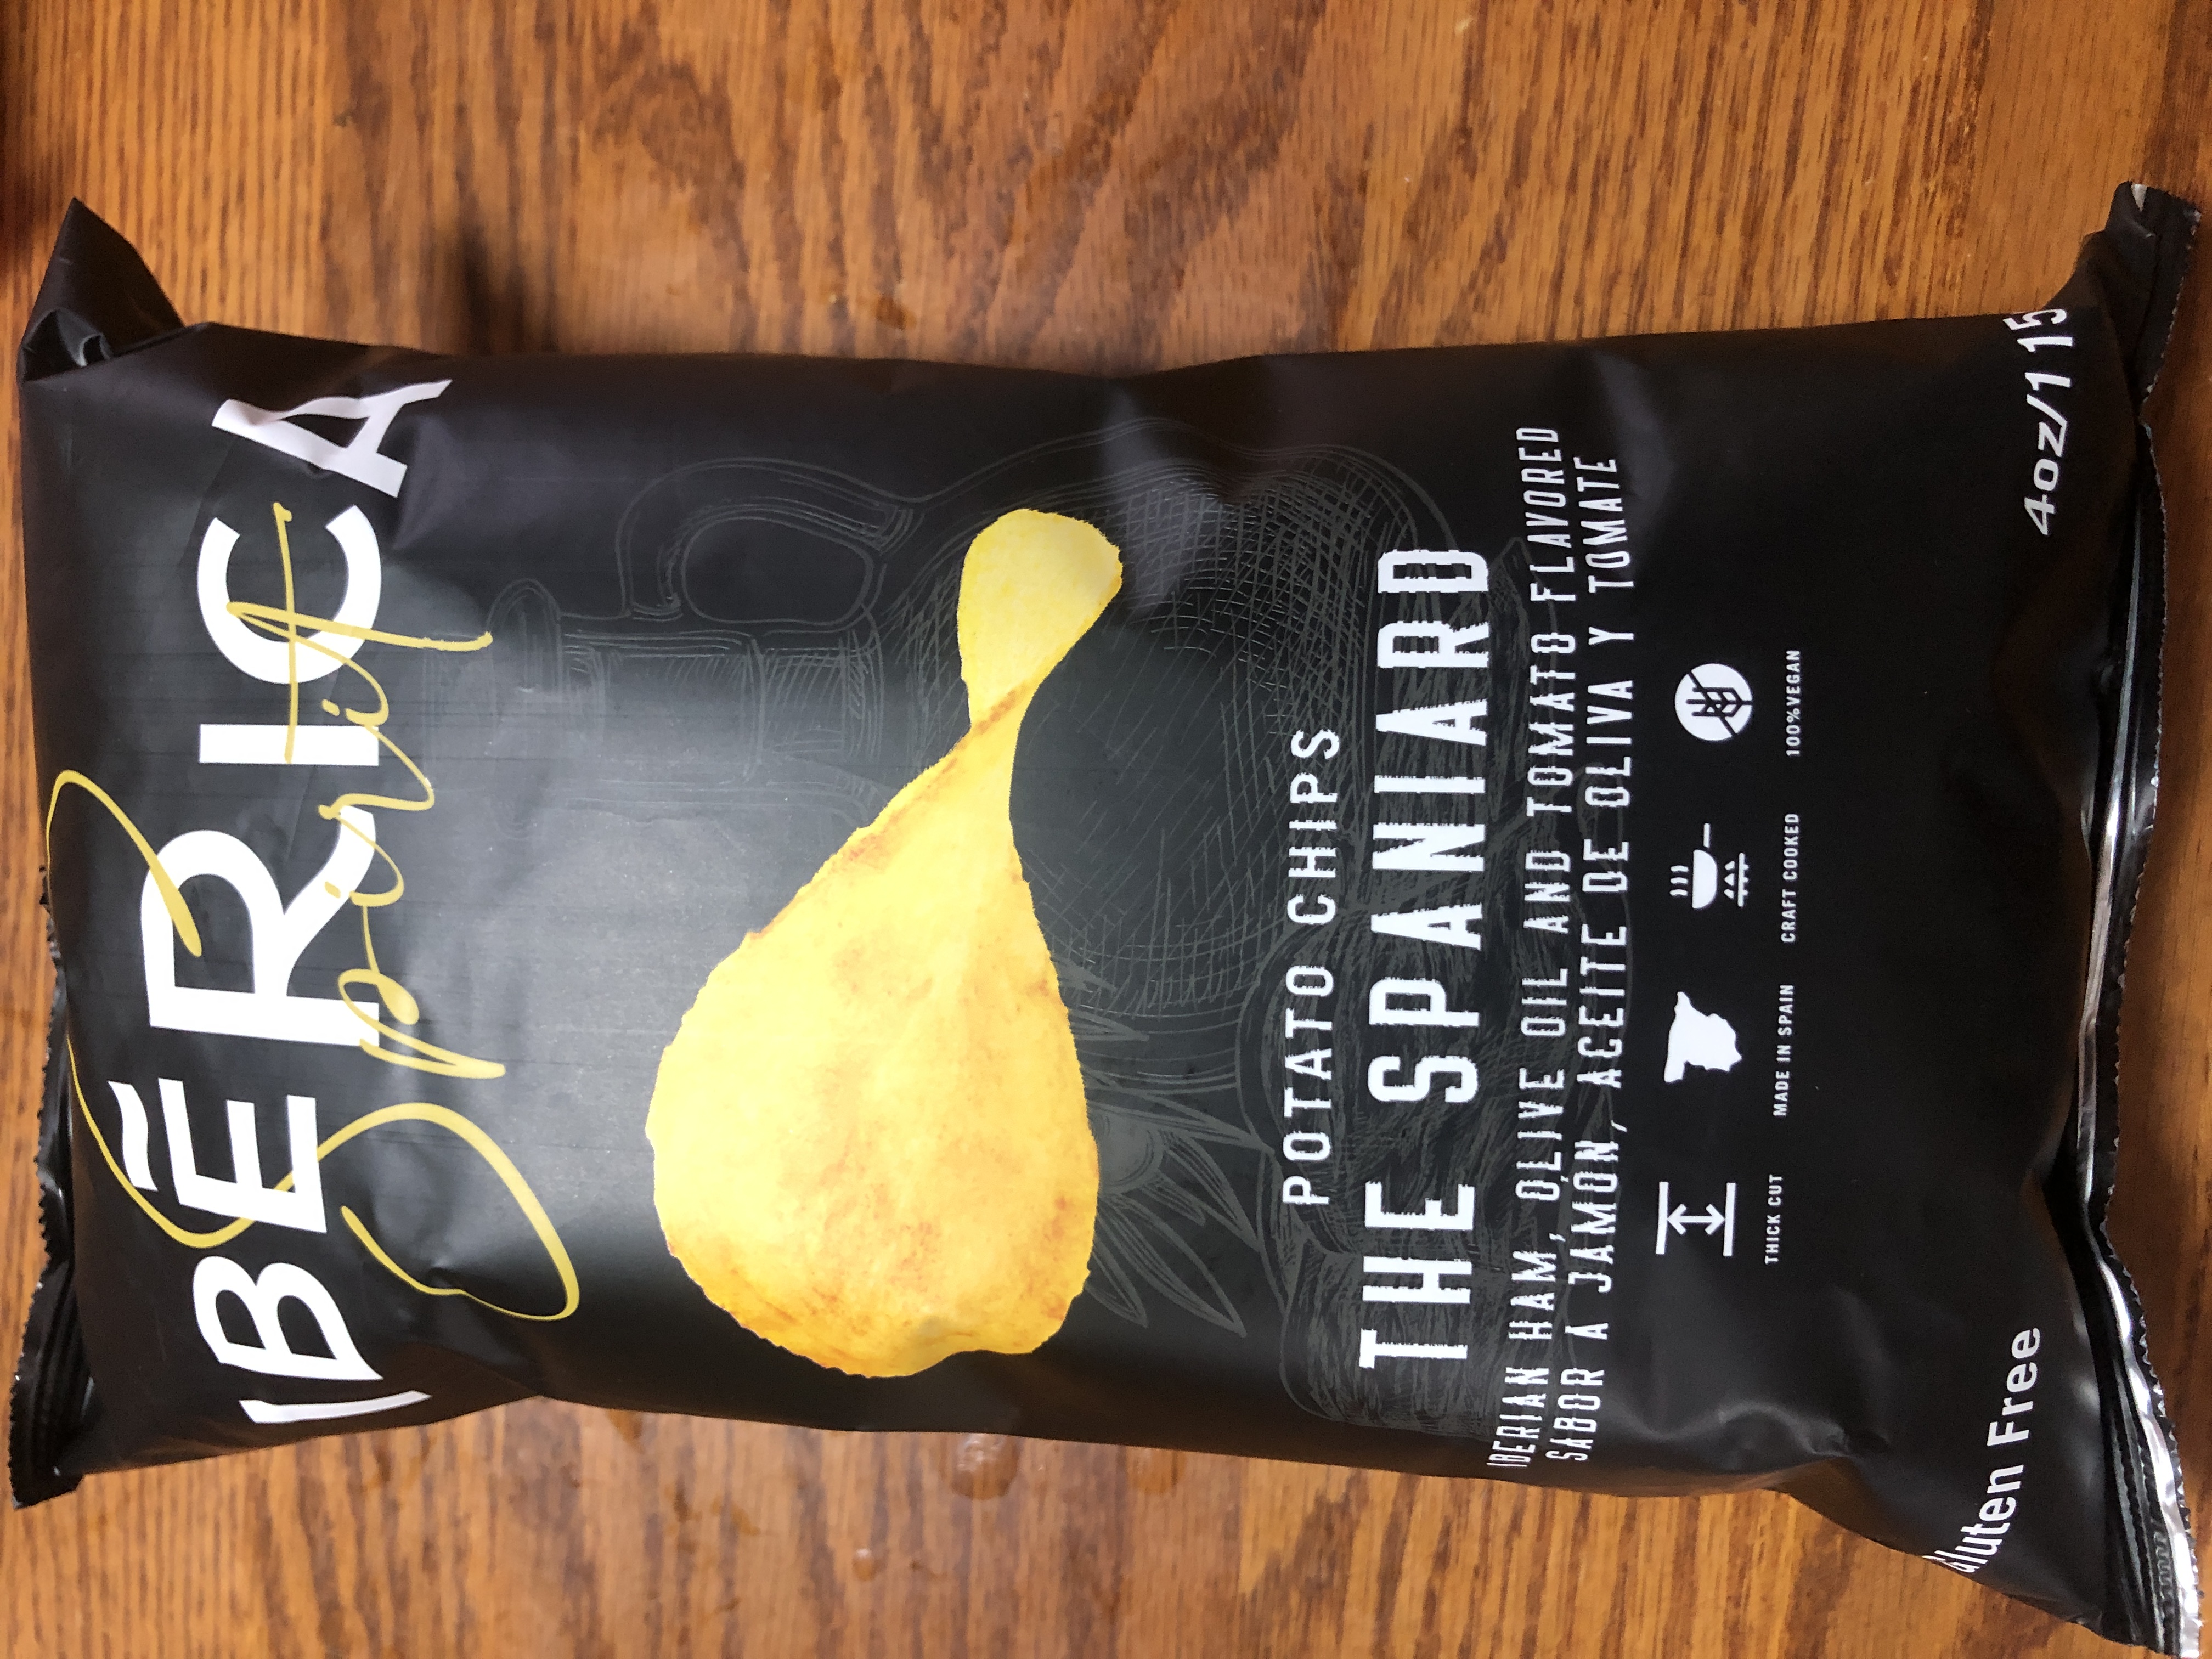 IBĒRICA
Spirit
POTATO CHIPS
THE SPANIARD
IBERIAN HAM, OLIVE OIL AND TOMATO FLAVORED
SABOR A JAMÓN, ACEITE DE OLIVA Y TOMATE
THICK CUT
MADE IN SPAIN
CRAFT COOKED
100% VEGAN
Gluten Free
4oz/115